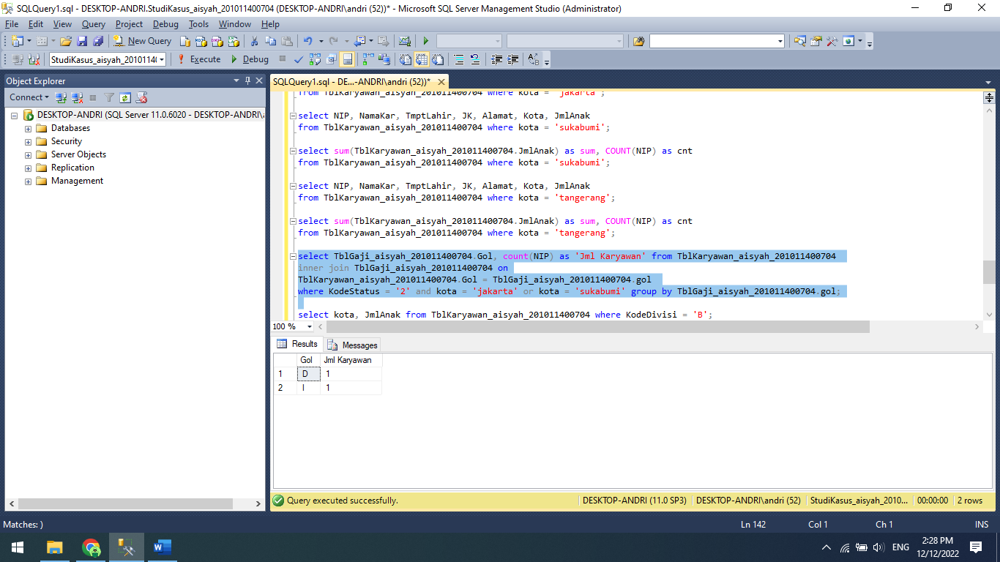 SQLQuery1.sql - DESKTOP-ANDRI.StudiKasus_aisyah_201011400704 (DESKTOP-ANDRI\andri (52))* - Microsoft SQL Server Management Studio (Administrator)
File Edit View Query Project Debug Tools Window Help
New Query
StudiKasus_aisyah_2010114( Execute Debug
Object Explorer
Connect
DESKTOP-ANDRI (SQL Server 11.0.6020 - DESKTOP-ANDRI\
Databases
Security
Server Objects
Replication
Management
SQLQuery1.sql - DE...-ANDRI\andri (52))*
from TblKaryawan_aisyah_201011400704 where kota = 'jakarta';
select NIP, NamaKar, TmptLahir, JK, Alamat, Kota, JmlAnak
from TblKaryawan_aisyah_201011400704 where kota = 'sukabumi';
select sum(TblKaryawan_aisyah_201011400704.JmlAnak) as sum, COUNT(NIP) as cnt
from TblKaryawan_aisyah_201011400704 where kota = 'sukabumi';
select NIP, NamaKar, TmptLahir, JK, Alamat, Kota, JmlAnak
from TblKaryawan_aisyah_201011400704 where kota = 'tangerang';
select sum(TblKaryawan_aisyah_201011400704.JmlAnak) as sum, COUNT(NIP) as cnt
from TblKaryawan_aisyah_201011400704 where kota = 'tangerang';
select TblGaji_aisyah_201011400704.Gol, count(NIP) as 'Jml Karyawan' from TblKaryawan_aisyah_201011400704
inner join TblGaji_aisyah_201011400704 on
TblKaryawan_aisyah_201011400704.Gol = TblGaji_aisyah_201011400704.gol
where KodeStatus = '2' and kota = 'jakarta' or kota = 'sukabumi' group by TblGaji_aisyah_201011400704.gol;
select kota, JmlAnak from TblKaryawan_aisyah_201011400704 where KodeDivisi = 'B';
100 %
Results Messages
Gol Jml Karyawan
1 D 1
2 I 1
Query executed successfully. DESKTOP-ANDRI (11.0 SP3) DESKTOP-ANDRI\andri (52) StudiKasus_aisyah_2010... 00:00:00 2 rows
Matches: ) Ln 142 Col 1 Ch 1 INS
ENG
2:28 PM
12/12/2022